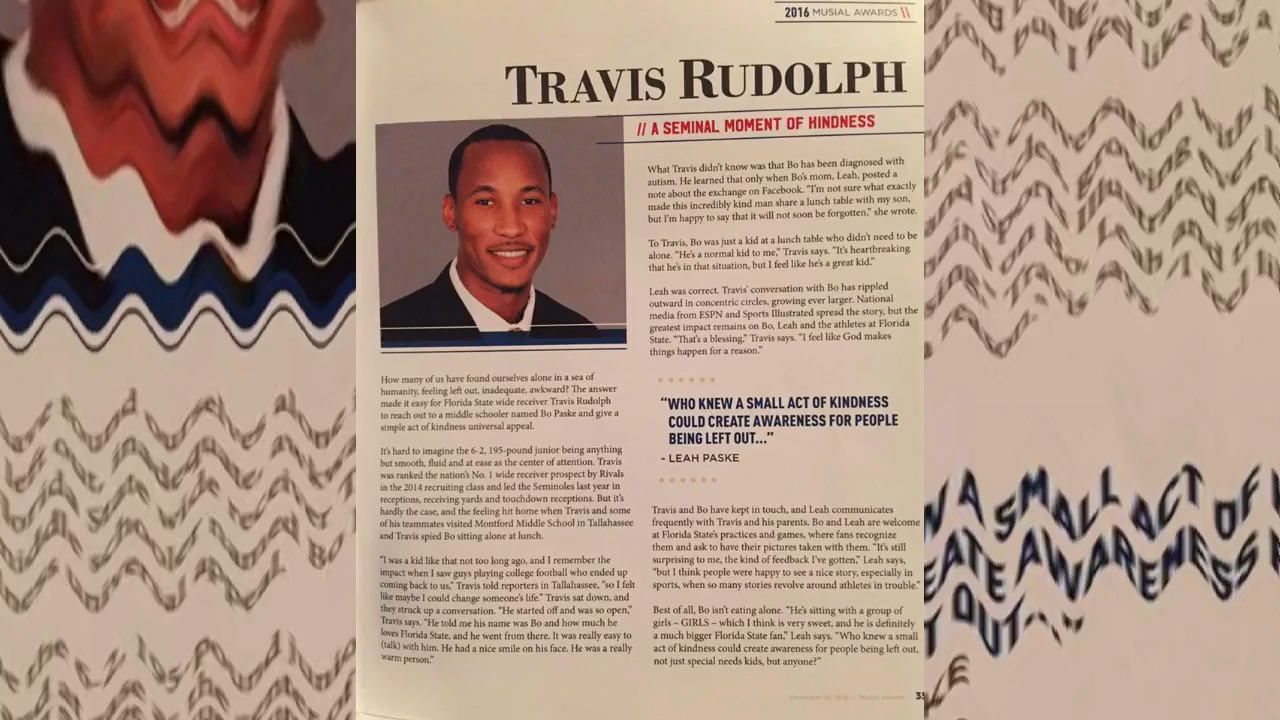 2016 MUSIAL AWARDS \\
TRAVIS RUDOLPH
// A SEMINAL MOMENT OF KINDNESS
How many of us have found ourselves alone in a sea of
humanity, feeling left out, inadequate, awkward? The answer
made it easy for Florida State wide receiver Travis Rudolph
to reach out to a middle schooler named Bo Paske and give a
simple act of kindness universal appeal.
It's hard to imagine the 6-2, 195-pound junior being anything
but smooth, fluid and at ease as the center of attention. Travis
was ranked the nation's No. 1 wide receiver prospect by Rivals
in the 2014 recruiting class and led the Seminoles last year in
receptions, receiving yards and touchdown receptions. But it's
hardly the case, and the feeling hit home when Travis and some
of his teammates visited Montford Middle School in Tallahassee
and Travis spied Bo sitting alone at lunch.
"I was a kid like that not too long ago, and I remember the
impact when I saw guys playing college football who ended up
coming back to us," Travis told reporters in Tallahassee, "so I felt
like maybe I could change someone's life." Travis sat down, and
they struck up a conversation. "He started off and was so open,"
Travis says. "He told me his name was Bo and how much he
loves Florida State, and he went from there. It was really easy to
(talk) with him. He had a nice smile on his face. He was a really
warm person."
What Travis didn't know was that Bo has been diagnosed with
autism. He learned that only when Bo's mom, Leah, posted a
note about the exchange on Facebook. "I'm not sure what exactly
made this incredibly kind man share a lunch table with my son,
but I'm happy to say that it will not soon be forgotten," she wrote.
To Travis, Bo was just a kid at a lunch table who didn't need to be
alone. "He's a normal kid to me," Travis says. "It's heartbreaking
that he's in that situation, but I feel like he's a great kid."
Leah was correct. Travis' conversation with Bo has rippled
outward in concentric circles, growing ever larger. National
media from ESPN and Sports Illustrated spread the story, but the
greatest impact remains on Bo, Leah and the athletes at Florida
State. "That's a blessing," Travis says. "I feel like God makes
things happen for a reason."
"WHO KNEW A SMALL ACT OF KINDNESS
COULD CREATE AWARENESS FOR PEOPLE
BEING LEFT OUT..."
- LEAH PASKE
Travis and Bo have kept in touch, and Leah communicates
frequently with Travis and his parents. Bo and Leah are welcome
at Florida State's practices and games, where fans recognize
them and ask to have their pictures taken with them. "It's still
surprising to me, the kind of feedback I've gotten," Leah says,
"but I think people were happy to see a nice story, especially in
sports, when so many stories revolve around athletes in trouble."
Best of all, Bo isn't eating alone. "He's sitting with a group of
girls – GIRLS – which I think is very sweet, and he is definitely
a much bigger Florida State fan," Leah says. "Who knew a small
act of kindness could create awareness for people being left out,
not just special needs kids, but anyone?"